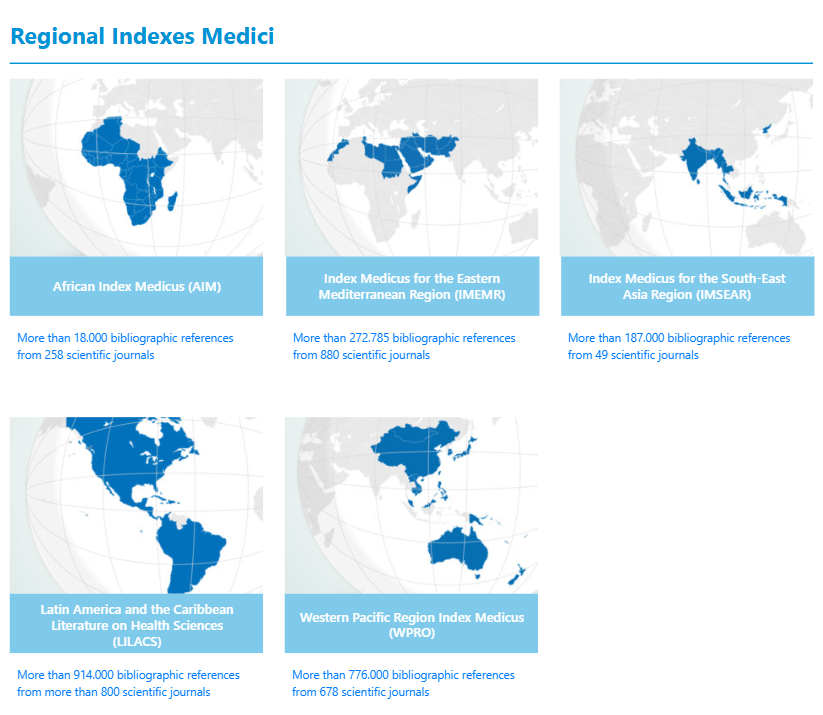 Regional Indexes Medici
African Index Medicus (AIM)
More than 18.000 bibliographic references
from 258 scientific journals
Index Medicus for the Eastern
Mediterranean Region (IMEMR)
More than 272.785 bibliographic references
from 880 scientific journals
Index Medicus for the South-East
Asia Region (IMSEAR)
More than 187.000 bibliographic references
from 49 scientific journals
Latin America and the Caribbean
Literature on Health Sciences
(LILACS)
More than 914.000 bibliographic references
from more than 800 scientific journals
Western Pacific Region Index Medicus
(WPRO)
More than 776.000 bibliographic references
from 678 scientific journals